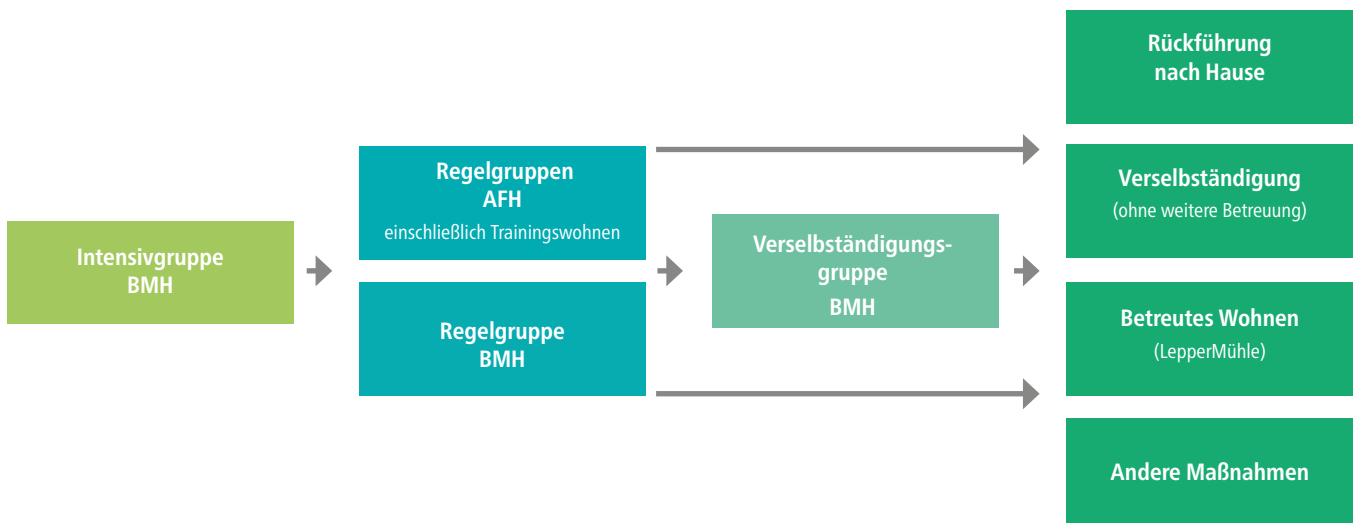 Intensivgruppe
BMH
Regelgruppen
AFH
einschließlich Trainingswohnen
Regelgruppe
BMH
Verselbständigungs-
gruppe
BMH
Rückführung
nach Hause
Verselbständigung
(ohne weitere Betreuung)
Betreutes Wohnen
(LepperMühle)
Andere Maßnahmen